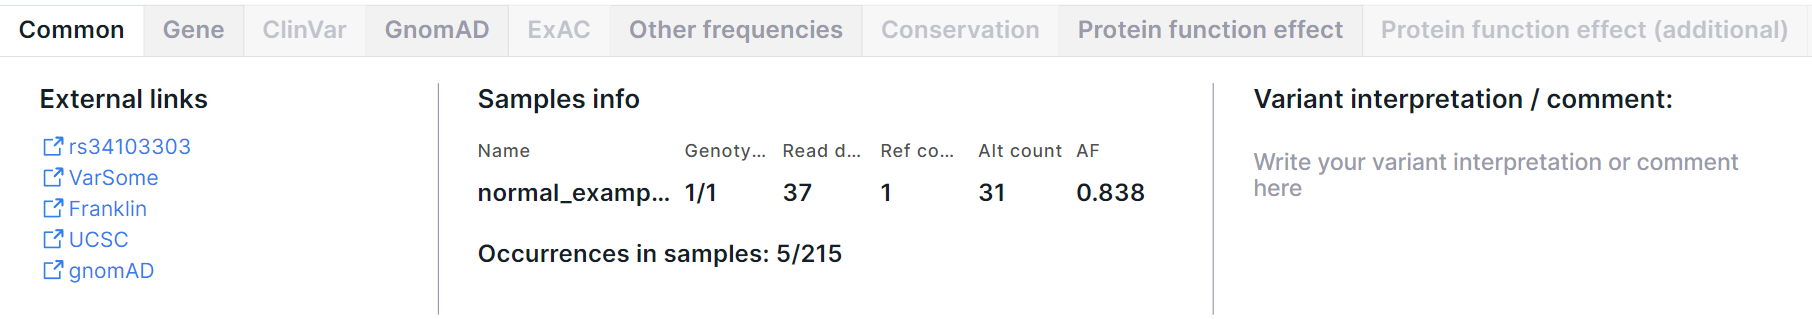 Common Gene ClinVar GnomAD ExAC Other frequencies Conservation Protein function effect Protein function effect (additional)
External links
rs34103303
VarSome
Franklin
UCSC
gnomAD
Samples info
Name Genoty... Read d... Ref co... Alt count AF
normal_examp... 1/1 37 1 31 0.838
Occurrences in samples: 5/215
Variant interpretation / comment:
Write your variant interpretation or comment
here